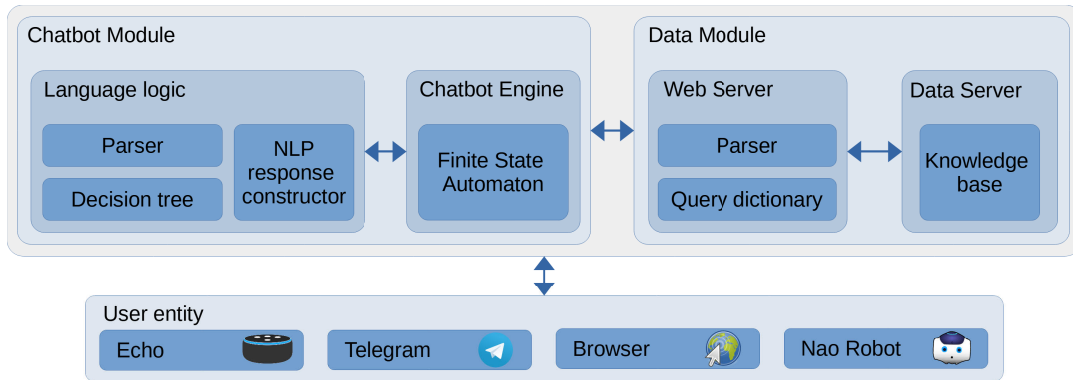 Chatbot Module
Language logic
Parser
Decision tree
NLP
response
constructor
Chatbot Engine
Finite State
Automaton
Data Module
Web Server
Parser
Query dictionary
Data Server
Knowledge
base
User entity
Echo
Telegram
Browser
Nao Robot